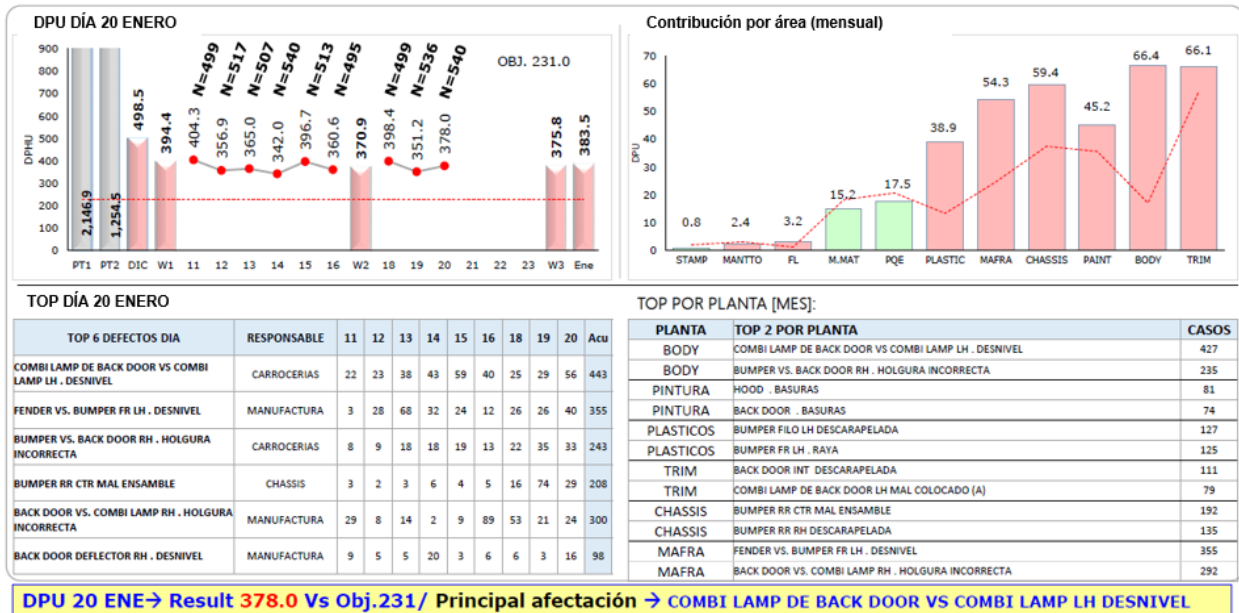 DPU DÍA 20 ENERO
900
800
700
600
500
400
300
200
100
0
DPHU
2,146.9
1,254.5
498.5
394.4
404.3
356.9
365.0
342.0
396.7
360.6
370.9
398.4
351.2
378.0
375.8
383.5
N=499
N=517
N=507
N=540
N=513
N=495
N=499
N=536
N=540
OBJ. 231.0
PT1 PT2 DIC W1 11 12 13 14 15 16 W2 18 19 20 21 22 23 W3 Ene
Contribución por área (mensual)
70
60
50
40
30
20
10
0
DPU
0.8
2.4
3.2
15.2
17.5
38.9
54.3
59.4
45.2
66.4
66.1
STAMP MANTTO FL M.MAT PQE PLASTIC MAFRA CHASSIS PAINT BODY TRIM
TOP DÍA 20 ENERO
TOP 6 DEFECTOS DIA RESPONSABLE 11 12 13 14 15 16 18 19 20 Acu
COMBI LAMP DE BACK DOOR VS COMBI
LAMP LH . DESNIVEL CARROCERIAS 22 23 38 43 59 40 25 29 56 443
FENDER VS. BUMPER FR LH . DESNIVEL MANUFACTURA 3 28 68 32 24 12 26 26 40 355
BUMPER VS. BACK DOOR RH . HOLGURA
INCORRECTA CARROCERIAS 8 9 18 18 19 13 22 35 33 243
BUMPER RR CTR MAL ENSAMBLE CHASSIS 3 2 3 6 4 5 16 74 29 208
BACK DOOR VS. COMBI LAMP RH . HOLGURA
INCORRECTA MANUFACTURA 29 8 14 2 9 89 53 21 24 300
BACK DOOR DEFLECTOR RH . DESNIVEL MANUFACTURA 9 5 5 20 3 6 6 3 16 98
TOP POR PLANTA [MES]:
PLANTA TOP 2 POR PLANTA CASOS
BODY COMBI LAMP DE BACK DOOR VS COMBI LAMP LH . DESNIVEL 427
BODY BUMPER VS. BACK DOOR RH . HOLGURA INCORRECTA 235
PINTURA HOOD . BASURAS 81
PINTURA BACK DOOR . BASURAS 74
PLASTICOS BUMPER FILO LH DESCARAPELADA 127
PLASTICOS BUMPER FR LH . RAYA 125
TRIM BACK DOOR INT DESCARAPELADA 111
TRIM COMBI LAMP DE BACK DOOR LH MAL COLOCADO (A) 79
CHASSIS BUMPER RR CTR MAL ENSAMBLE 192
CHASSIS BUMPER RR RH DESCARAPELADA 135
MAFRA FENDER VS. BUMPER FR LH . DESNIVEL 355
MAFRA BACK DOOR VS. COMBI LAMP RH . HOLGURA INCORRECTA 292
DPU 20 ENE→ Result 378.0 Vs Obj.231/ Principal afectación → COMBI LAMP DE BACK DOOR VS COMBI LAMP LH DESNIVEL